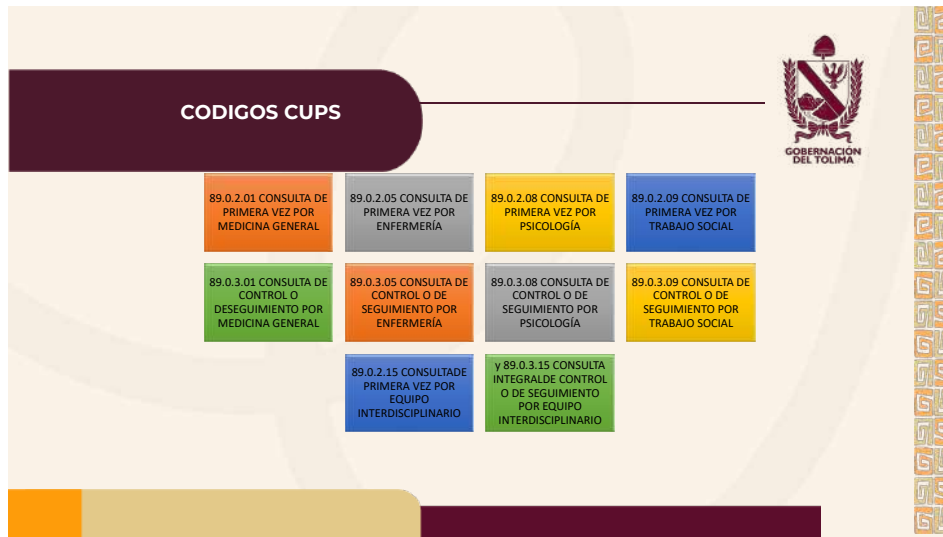 CODIGOS CUPS
GOBERNACIÓN
DEL TOLIMA
89.0.2.01 CONSULTA DE
PRIMERA VEZ POR
MEDICINA GENERAL
89.0.2.05 CONSULTA DE
PRIMERA VEZ POR
ENFERMERÍA
89.0.2.08 CONSULTA DE
PRIMERA VEZ POR
PSICOLOGÍA
89.0.2.09 CONSULTA DE
PRIMERA VEZ POR
TRABAJO SOCIAL
89.0.3.01 CONSULTA DE
CONTROL O
DESEGUIMIENTO POR
MEDICINA GENERAL
89.0.3.05 CONSULTA DE
CONTROL O DE
SEGUIMIENTO POR
ENFERMERÍA
89.0.3.08 CONSULTA DE
CONTROL O DE
SEGUIMIENTO POR
PSICOLOGÍA
89.0.3.09 CONSULTA DE
CONTROL O DE
SEGUIMIENTO POR
TRABAJO SOCIAL
89.0.2.15 CONSULTADE
PRIMERA VEZ POR
EQUIPO
INTERDISCIPLINARIO
y 89.0.3.15 CONSULTA
INTEGRALDE CONTROL
O DE SEGUIMIENTO
POR EQUIPO
INTERDISCIPLINARIO